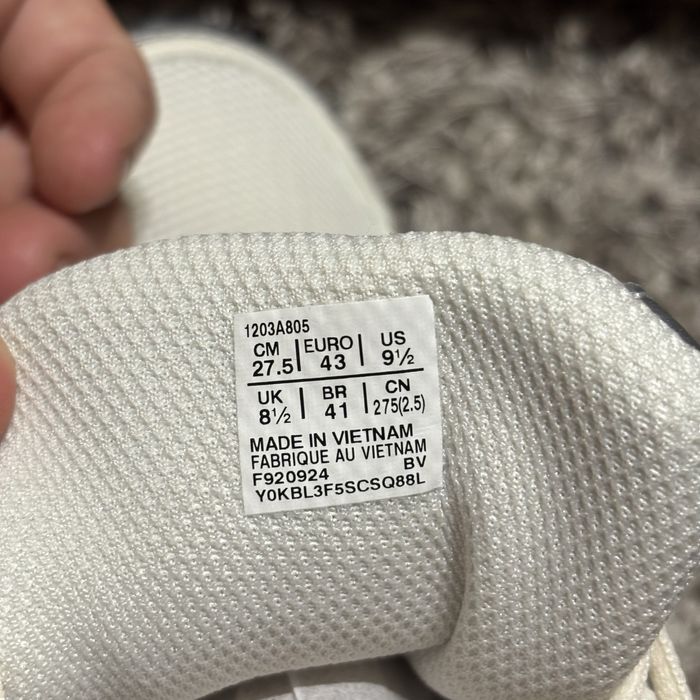 1203A805
CM | EURO | US
27.5 | 43 | 9½
UK | BR | CN
8½ | 41 | 275(2.5)
MADE IN VIETNAM
FABRIQUE AU VIETNAM
F920924 BV
Y0KBL3F5SCSQ88L